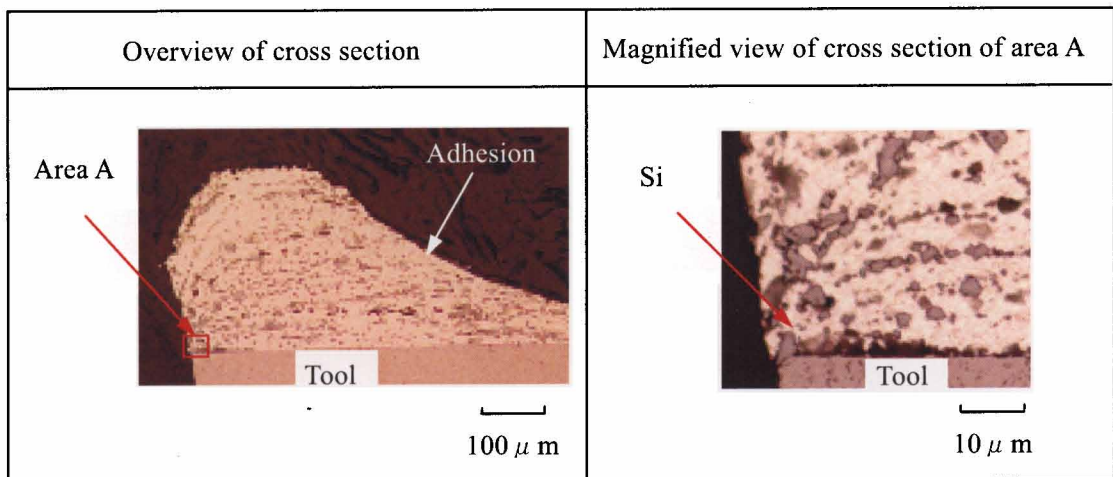 Overview of cross section
Magnified view of cross section of area A
Area A
Adhesion
Tool
100 μ m
Si
Tool
10 μ m